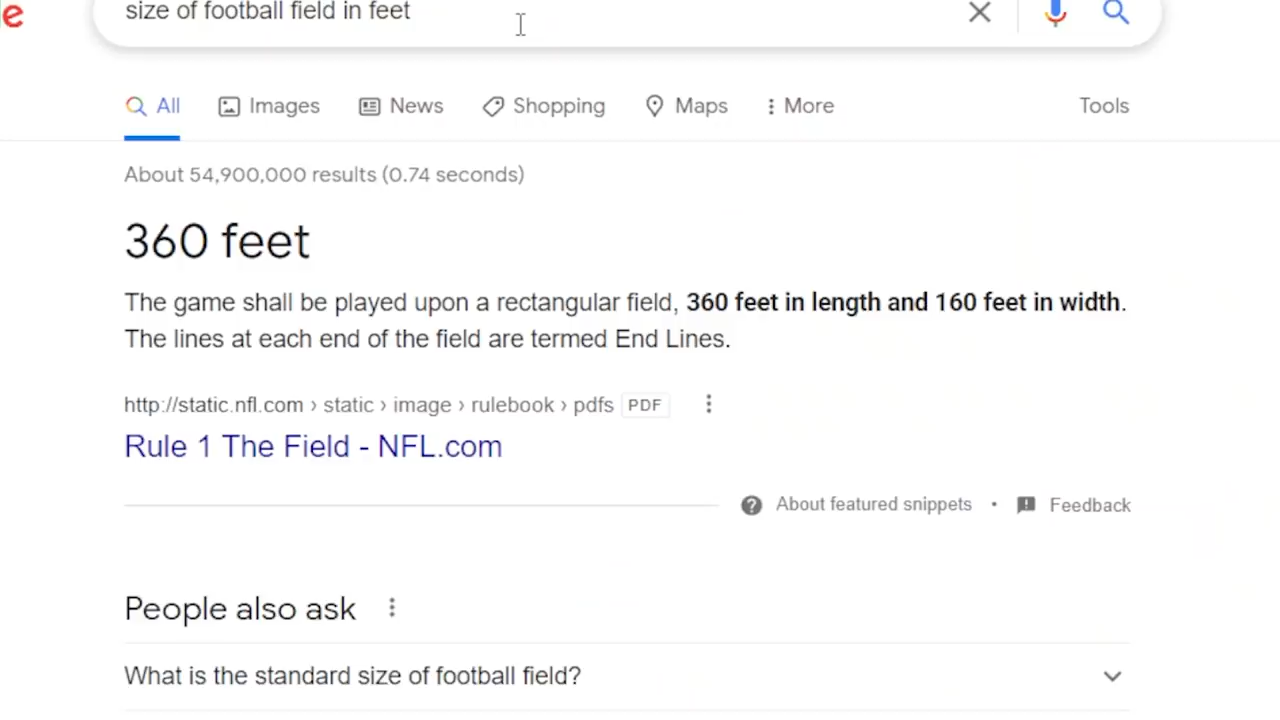 e
size of football field in feet
All Images News Shopping Maps More Tools
About 54,900,000 results (0.74 seconds)
360 feet
The game shall be played upon a rectangular field, 360 feet in length and 160 feet in width.
The lines at each end of the field are termed End Lines.
http://static.nfl.com › static › image › rulebook › pdfs PDF
Rule 1 The Field - NFL.com
About featured snippets • Feedback
People also ask
What is the standard size of football field?